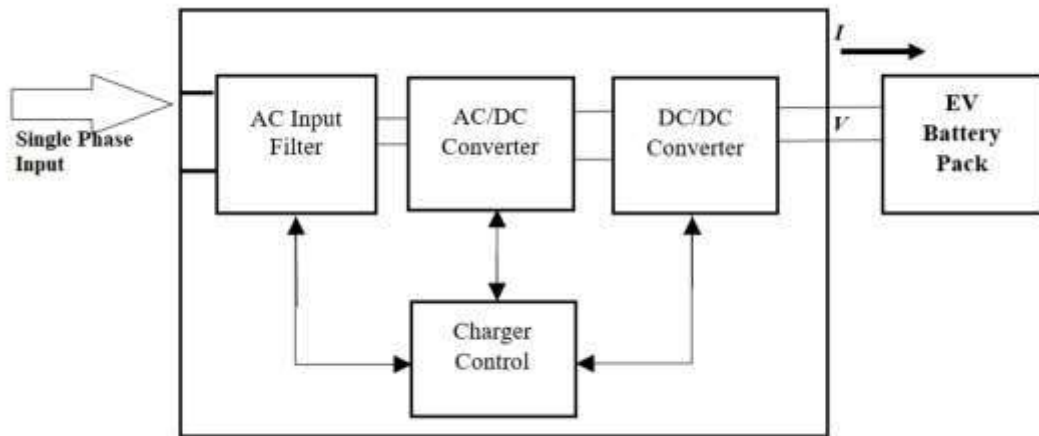 Single Phase
Input
AC Input
Filter
AC/DC
Converter
DC/DC
Converter
I
V
EV
Battery
Pack
Charger
Control